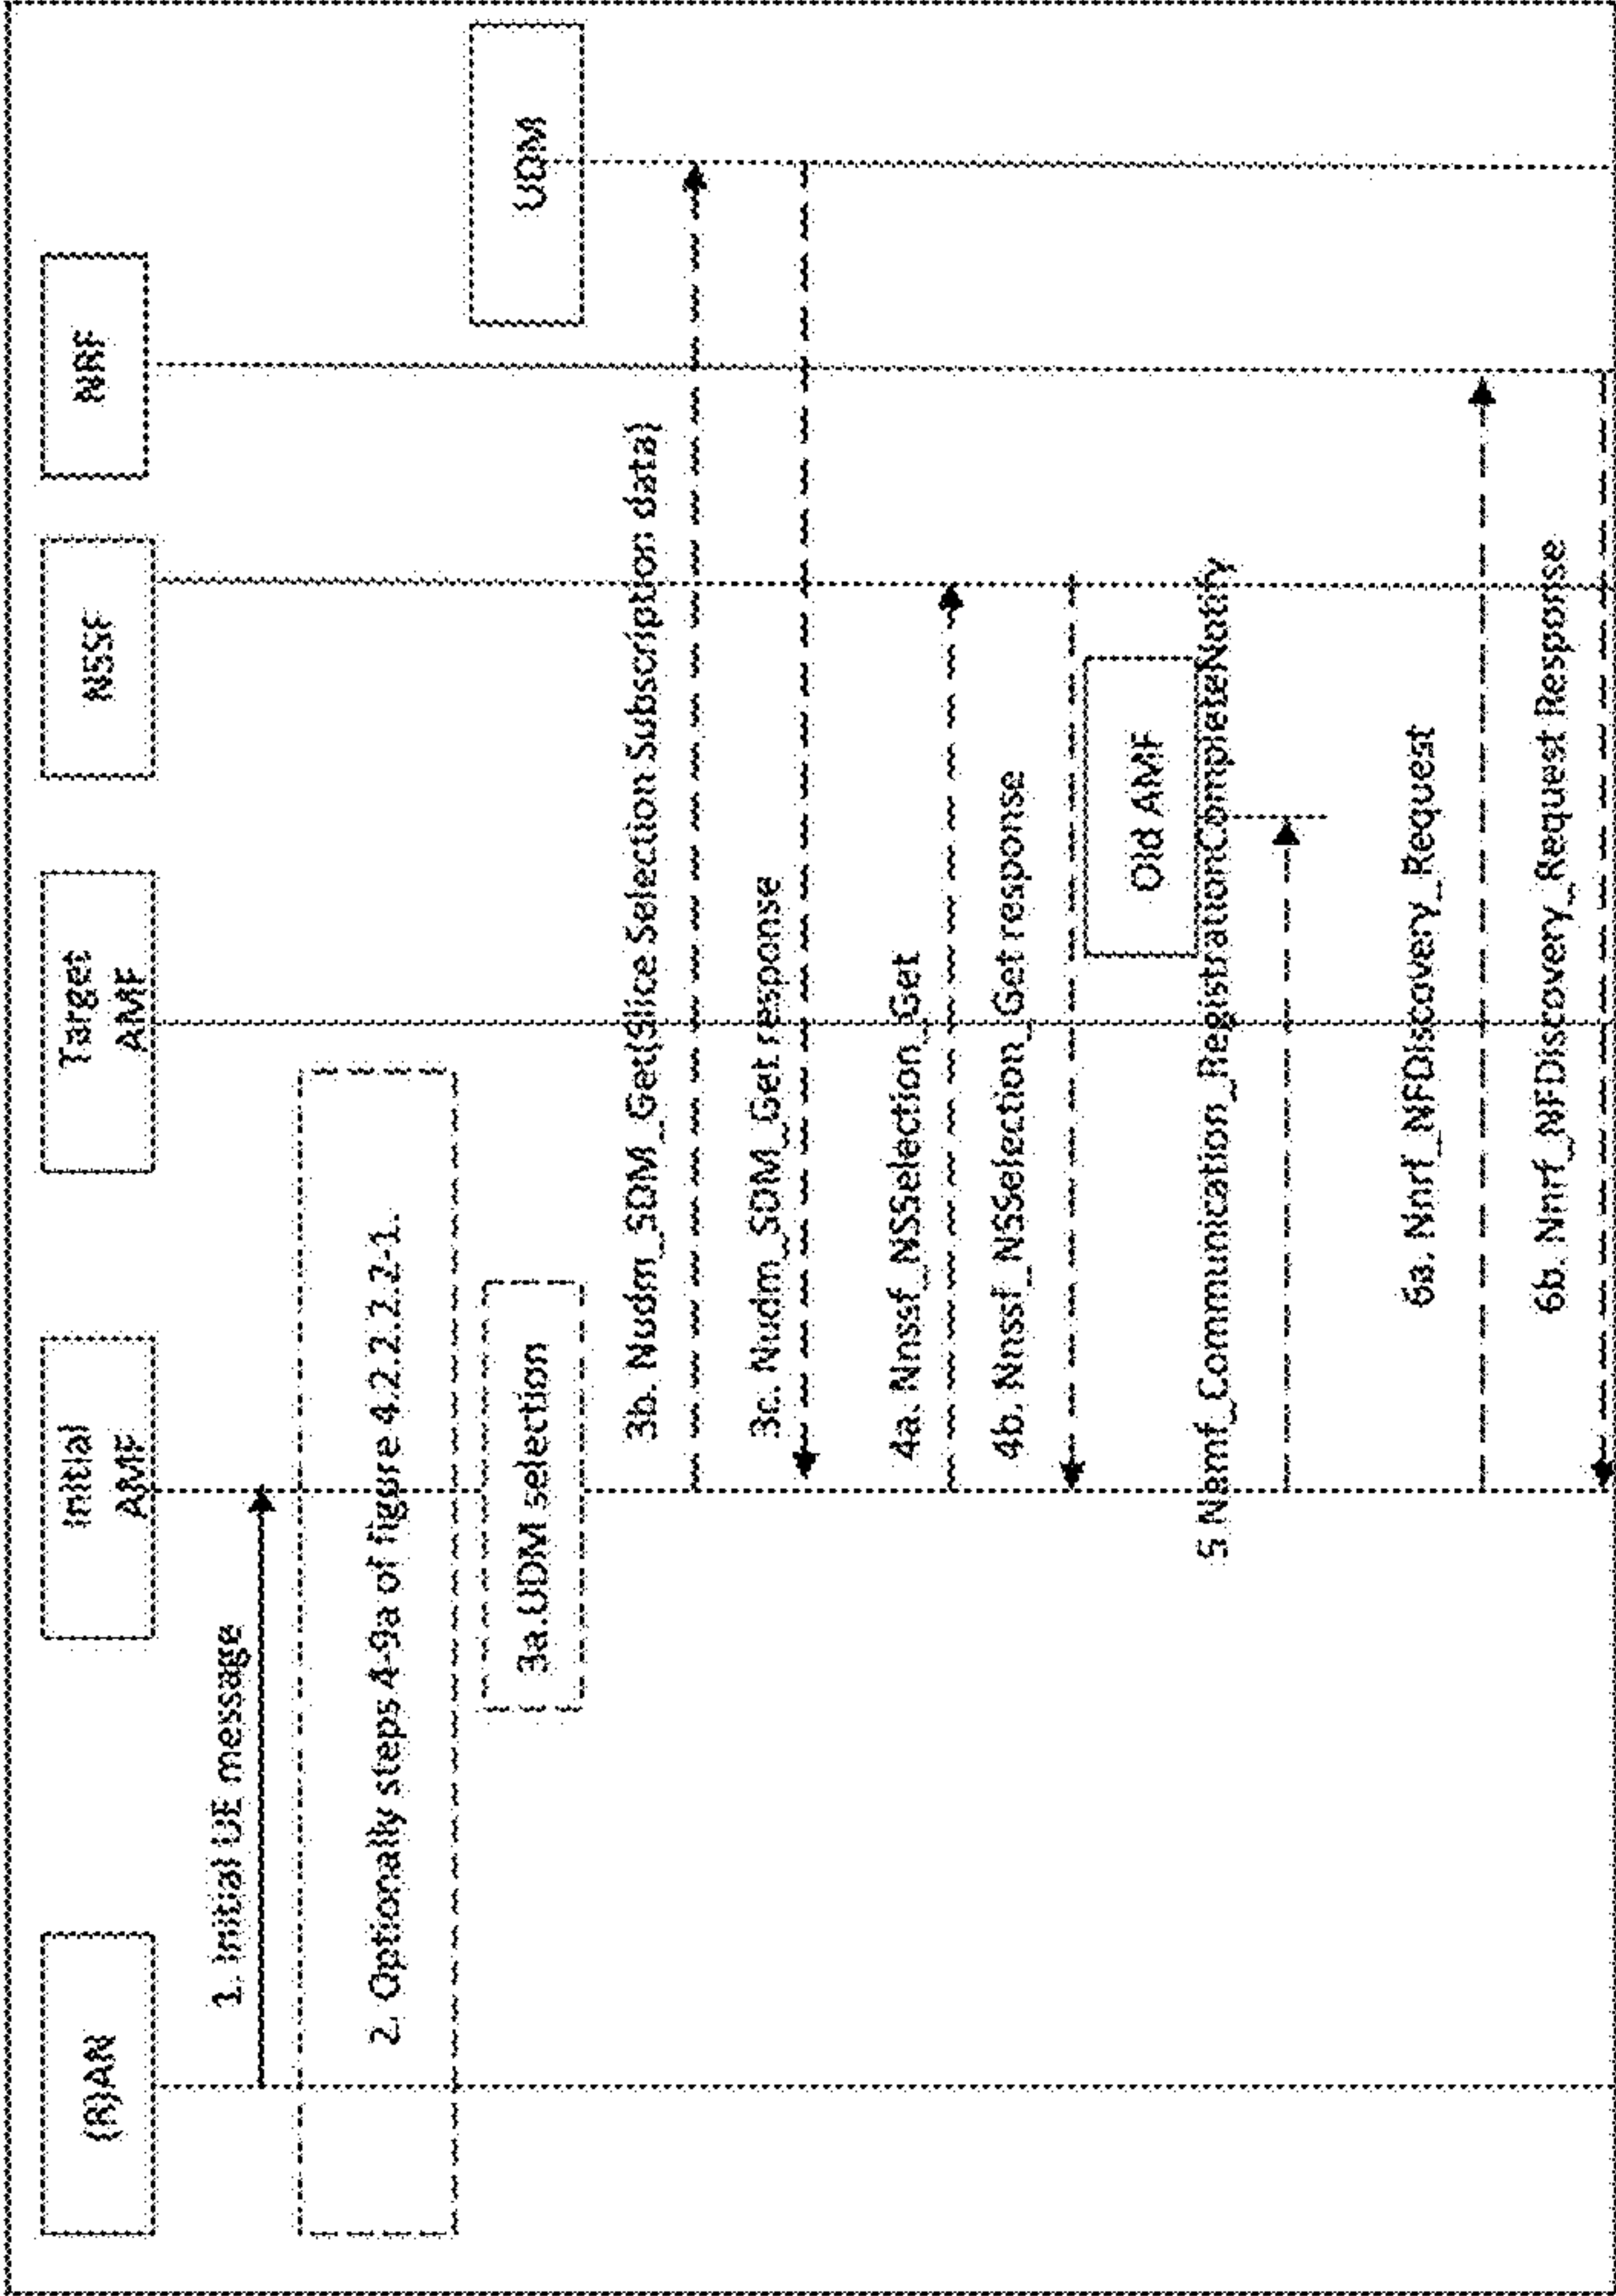 (R)AN
Initial
AMF
Target
AMF
NSSF
NRF
1. Initial UE message
2. Optionally steps 4-9a of figure 4.2.2.2.2-1.
UDM
3a.UDM selection
3b. Nudm_SDM_Get(Slice Selection Subscription data)
3c. Nudm_SDM_Get response
4a. Nnssf_NSSelection_Get
4b. Nnssf_NSSelection_Get response
Old AMF
5 Namf_Communication_RegistrationCompleteNotify
6a. Nnrf_NFDiscovery_Request
6b. Nnrf_NFDiscovery_Request Response